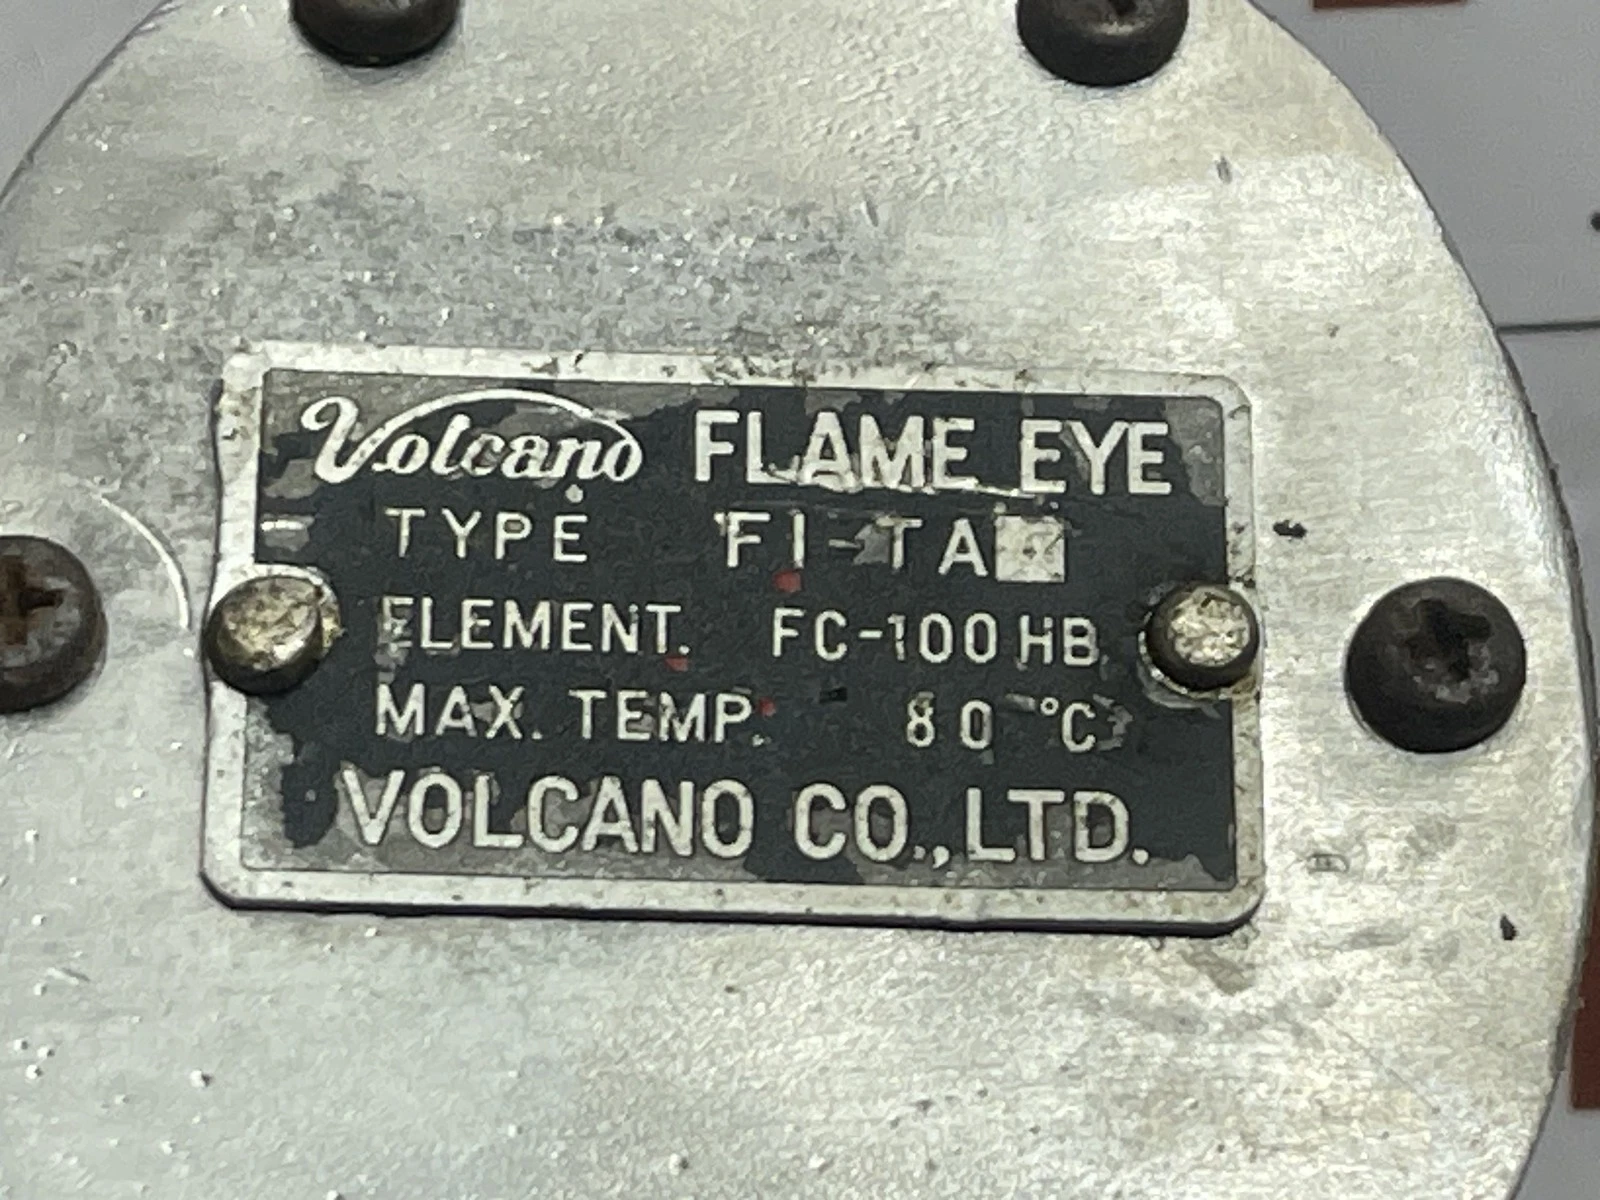 Volcano FLAME EYE
TYPE FI-TA
ELEMENT. FC-100HB
MAX. TEMP. 80 °C
VOLCANO CO., LTD.